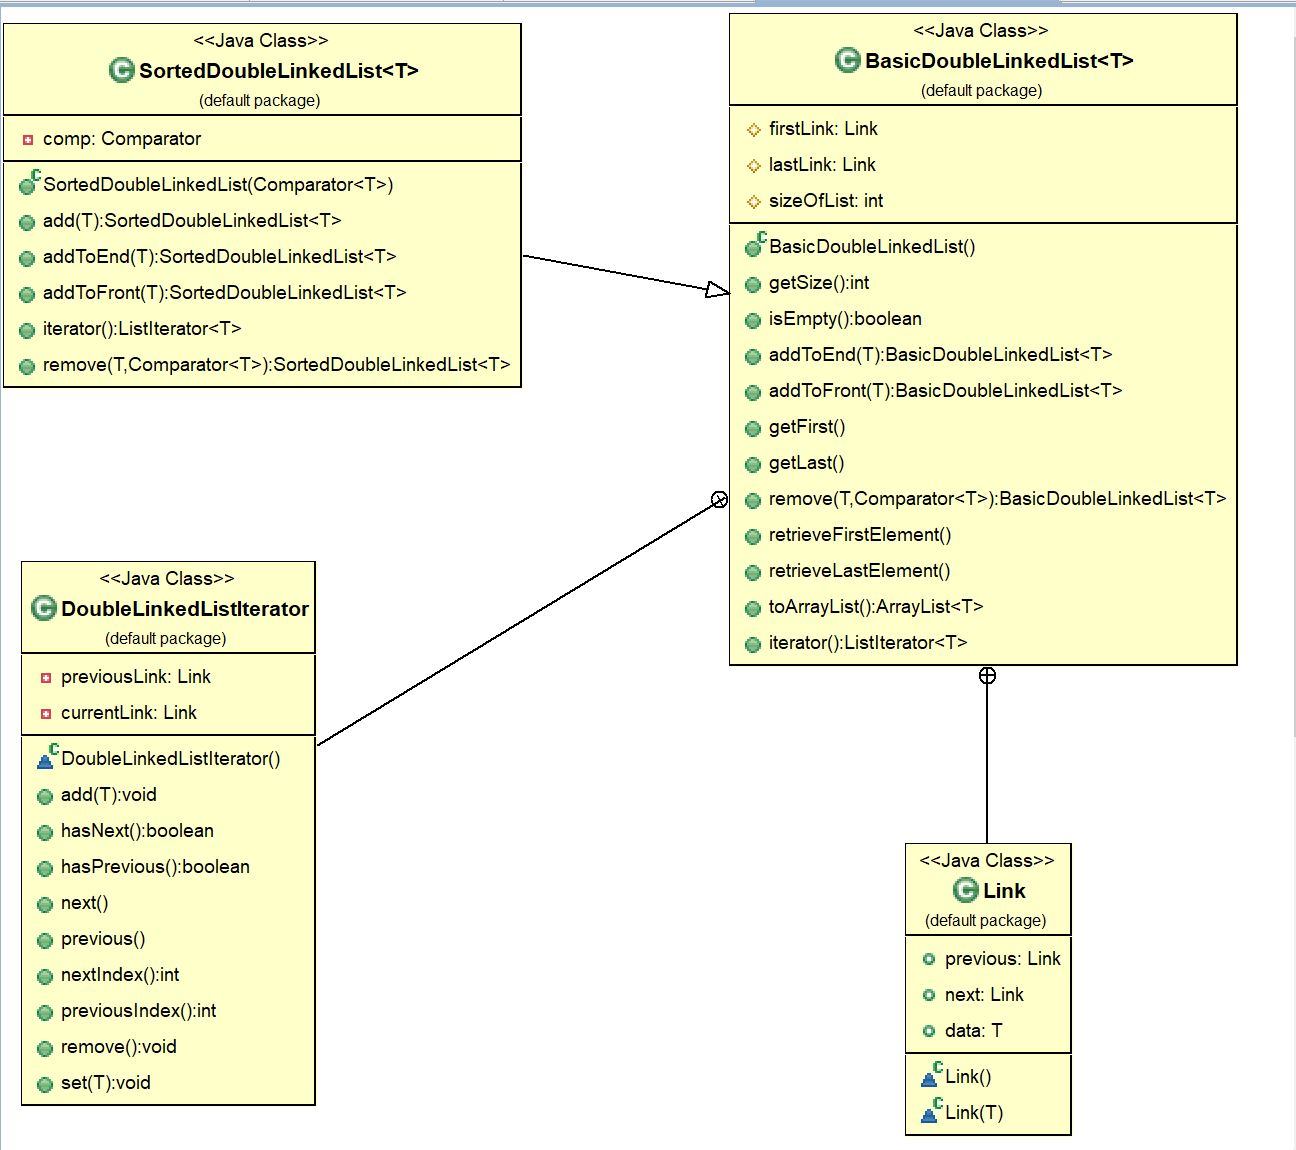 <<Java Class>>
SortedDoubleLinkedList<T>
(default package)
comp: Comparator
SortedDoubleLinkedList(Comparator<T>)
add(T):SortedDoubleLinkedList<T>
addToEnd(T):SortedDoubleLinkedList<T>
addToFront(T):SortedDoubleLinkedList<T>
iterator():ListIterator<T>
remove(T,Comparator<T>):SortedDoubleLinkedList<T>
<<Java Class>>
BasicDoubleLinkedList<T>
(default package)
firstLink: Link
lastLink: Link
sizeOfList: int
BasicDoubleLinkedList()
getSize():int
isEmpty():boolean
addToEnd(T):BasicDoubleLinkedList<T>
addToFront(T):BasicDoubleLinkedList<T>
getFirst()
getLast()
remove(T,Comparator<T>):BasicDoubleLinkedList<T>
retrieveFirstElement()
retrieveLastElement()
toArrayList():ArrayList<T>
iterator():ListIterator<T>
<<Java Class>>
DoubleLinkedListIterator
(default package)
previousLink: Link
currentLink: Link
DoubleLinkedListIterator()
add(T):void
hasNext():boolean
hasPrevious():boolean
next()
previous()
nextIndex():int
previousIndex():int
remove():void
set(T):void
<<Java Class>>
Link
(default package)
previous: Link
next: Link
data: T
Link()
Link(T)